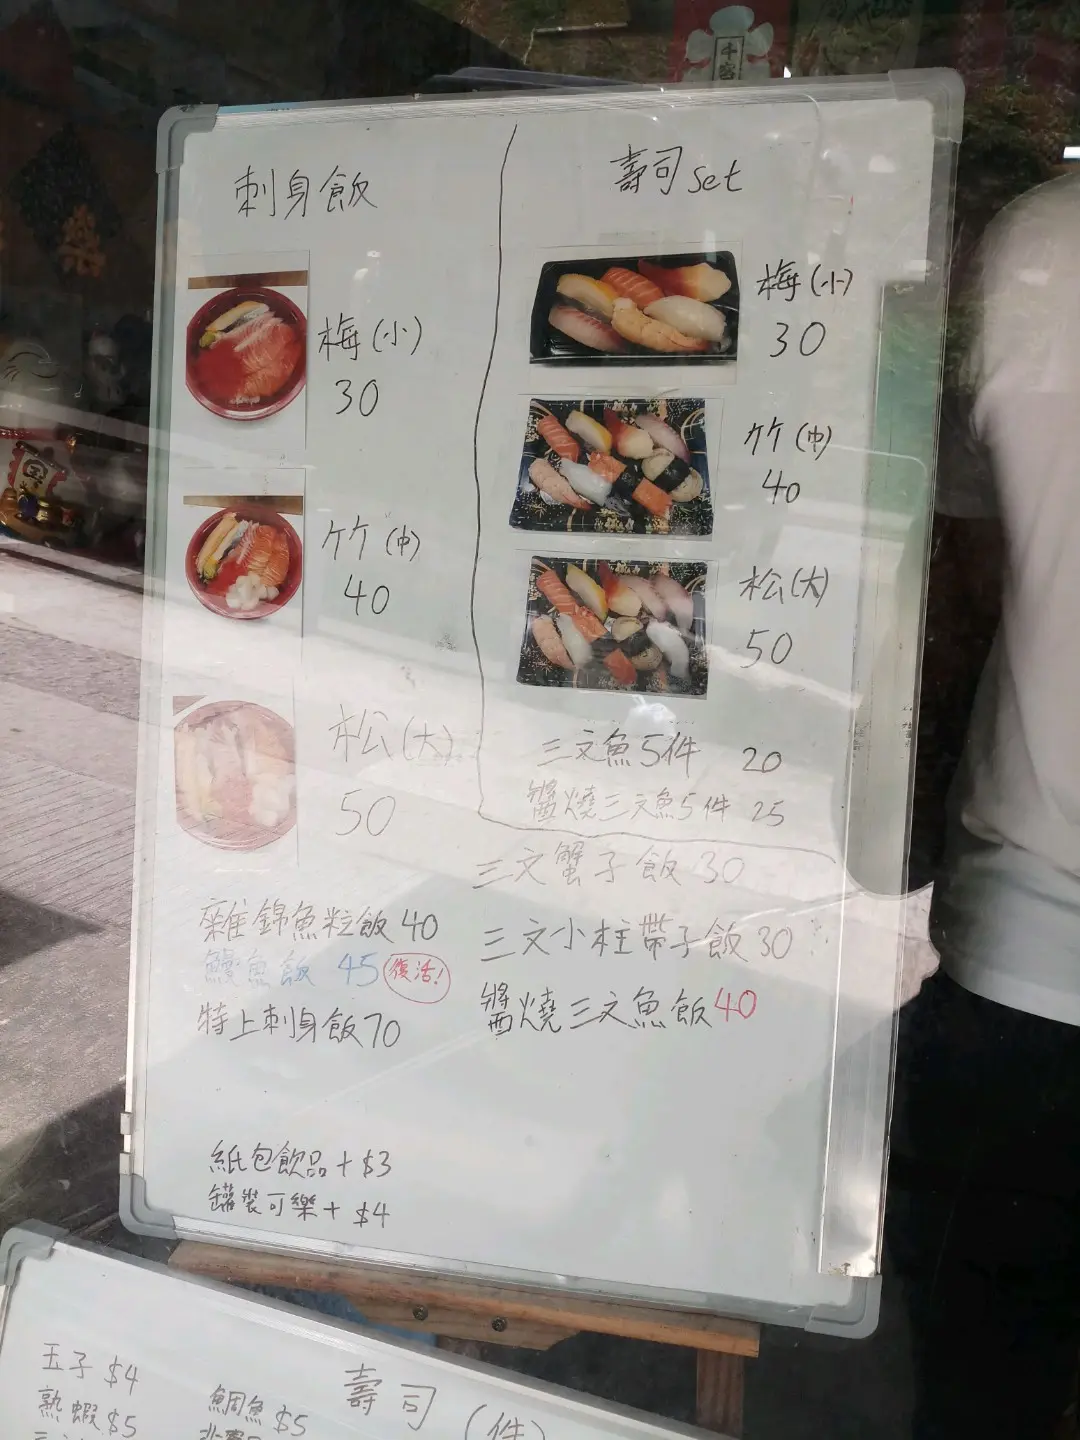 刺身飯
梅(小)
30
竹(中)
40
松(大)
50
雜錦魚粒飯 40
鰻魚飯 45 復活!
特上刺身飯 70
壽司 set
梅(小)
30
竹(中)
40
松(大)
50
三文魚5件 20
醬燒三文魚5件 25
三文蟹子飯 30
三文小柱帶子飯 30
醬燒三文魚飯 40
紙包飲品 + $3
罐裝可樂 + $4
壽司(件)
玉子 $4
熟蝦 $5
鯛魚 $5